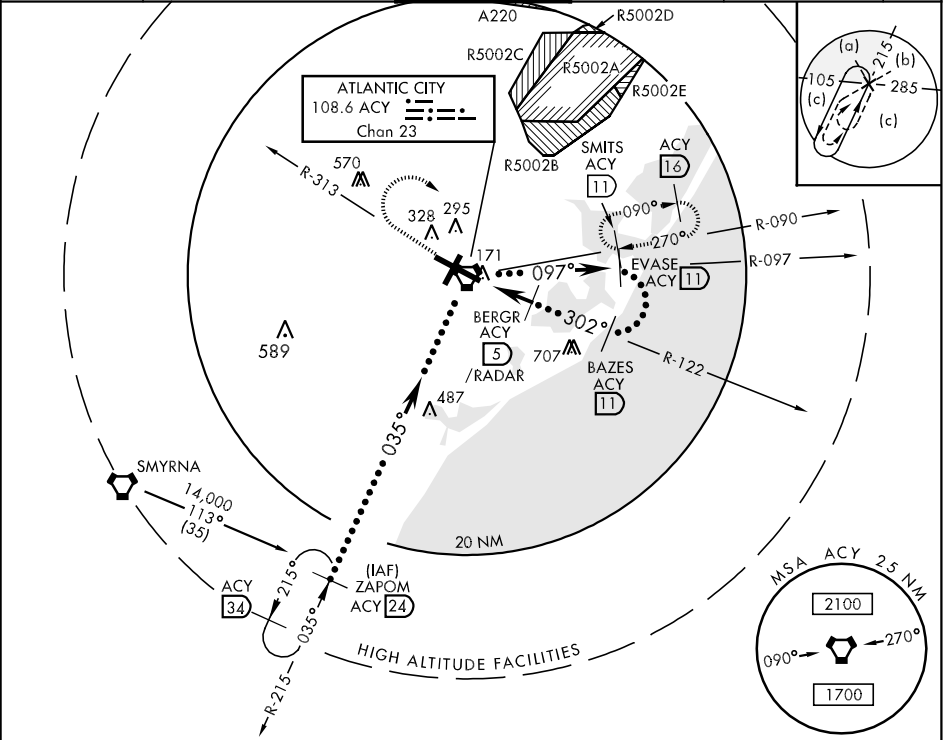 A220
R5002D
R5002C
R5002A
R5002E
R5002B
(a)
215
(b)
105
285
(c)
(c)
ATLANTIC CITY
108.6 ACY
Chan 23
SMITS
ACY
11
ACY
16
R-313
570
328
295
171
090°
270°
R-090
097°
EVASE
ACY 11
R-097
BERGR
ACY
5
/RADAR
302°
707
BAZES
ACY
11
R-122
589
487
035°
SMYRNA
14,000
113°
(35)
20 NM
ACY
34
215°
(IAF)
ZAPOM
ACY 24
035°
R-215
HIGH ALTITUDE FACILITIES
MSA ACY 25 NM
2100
090°
270°
1700